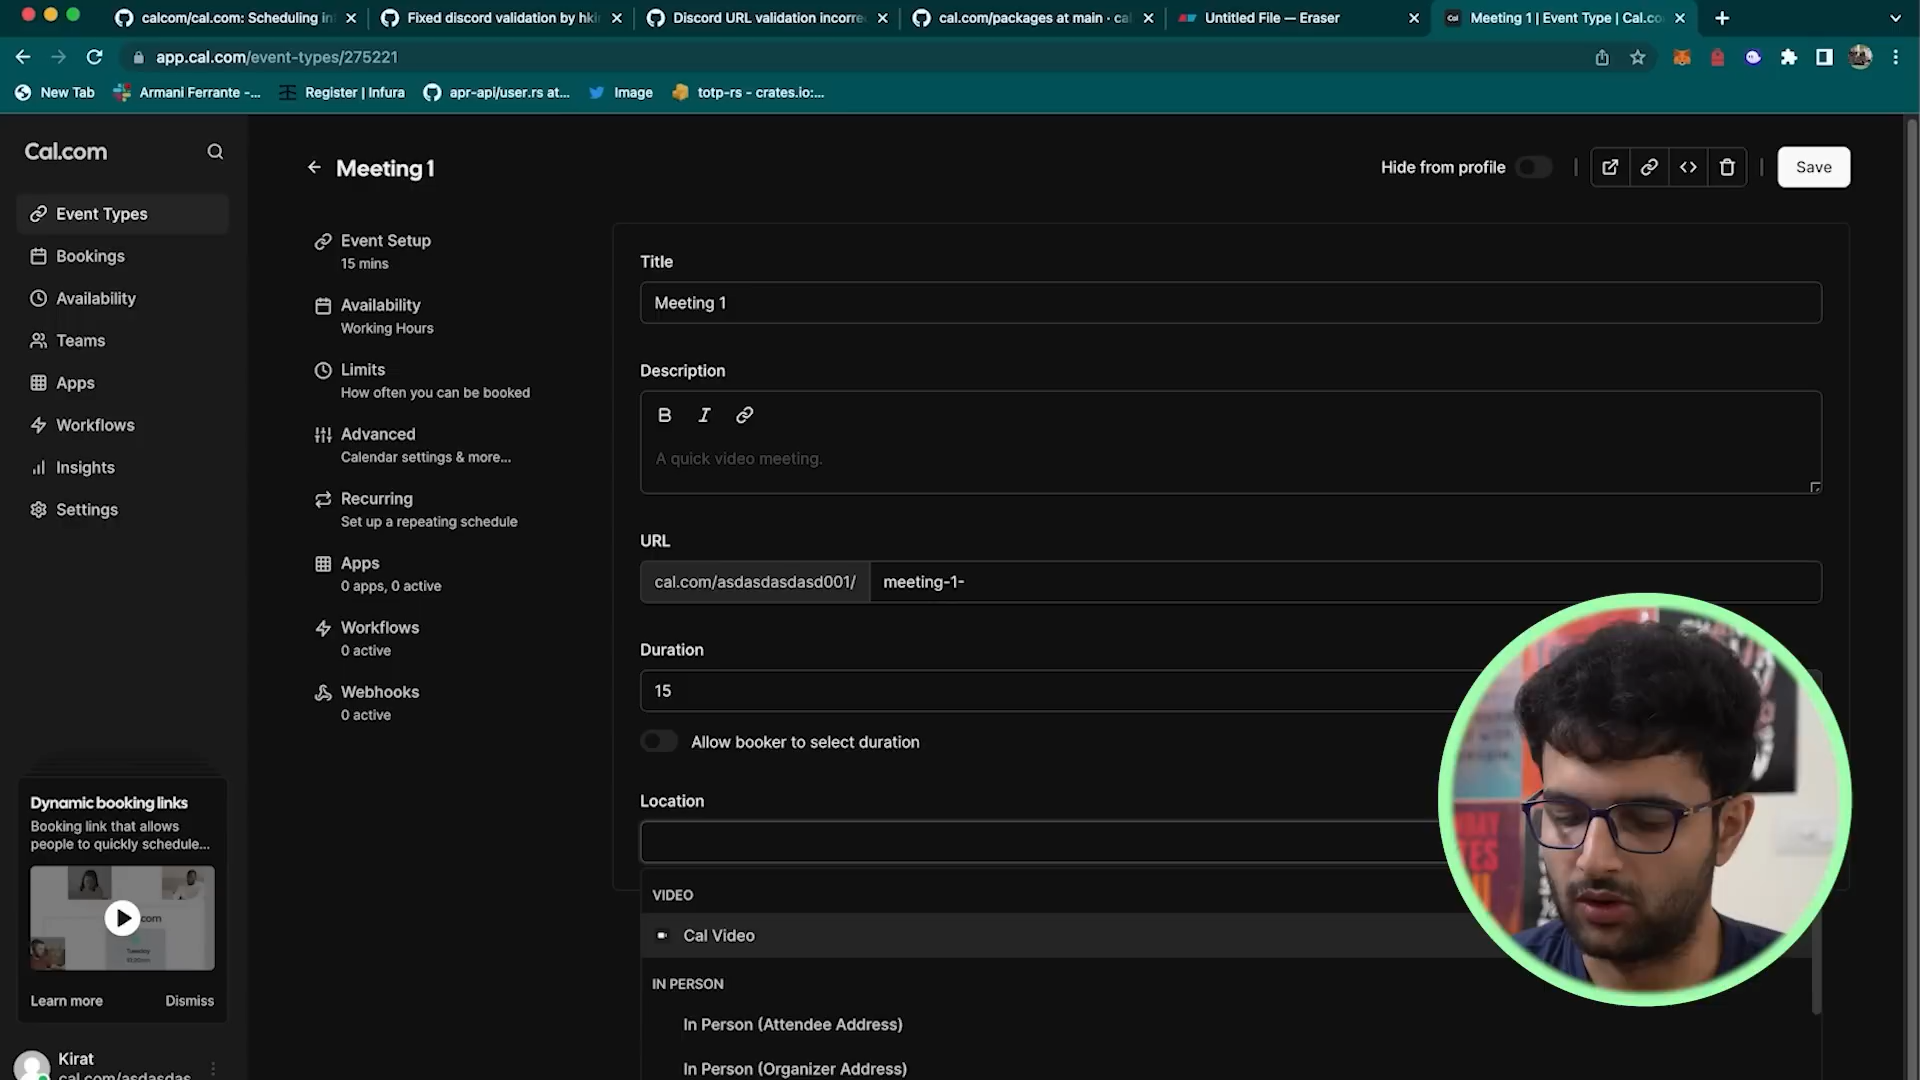 calcom/cal.com: Scheduling in
Fixed discord validation by hki
Discord URL validation incorre
cal.com/packages at main · cal
Untitled File — Eraser
Meeting 1 | Event Type | Cal.co
app.cal.com/event-types/275221
New Tab
Armani Ferrante -...
Register | Infura
apr-api/user.rs at...
Image
totp-rs - crates.io:...
Cal.com
Event Types
Bookings
Availability
Teams
Apps
Workflows
Insights
Settings
Dynamic booking links
Booking link that allows
people to quickly schedule...
Learn more
Dismiss
Kirat
cal.com/asdasdas
Meeting 1
Hide from profile
Save
Event Setup
15 mins
Availability
Working Hours
Limits
How often you can be booked
Advanced
Calendar settings & more...
Recurring
Set up a repeating schedule
Apps
0 apps, 0 active
Workflows
0 active
Webhooks
0 active
Title
Meeting 1
Description
B I
A quick video meeting.
URL
cal.com/asdasdasdasd001/
meeting-1-
Duration
15
Allow booker to select duration
Location
VIDEO
Cal Video
IN PERSON
In Person (Attendee Address)
In Person (Organizer Address)